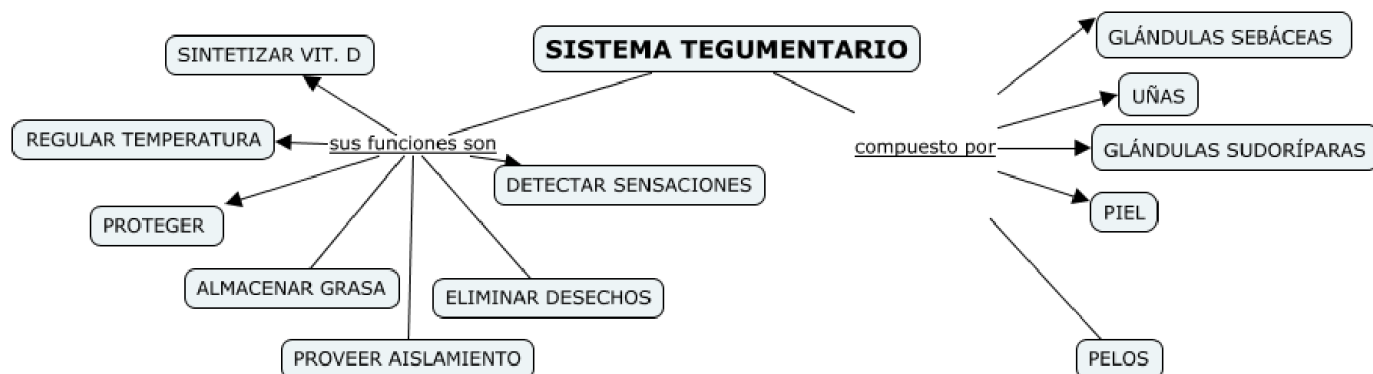 SISTEMA TEGUMENTARIO
sus funciones son
SINTETIZAR VIT. D
REGULAR TEMPERATURA
PROTEGER
ALMACENAR GRASA
PROVEER AISLAMIENTO
ELIMINAR DESECHOS
DETECTAR SENSACIONES
compuesto por
GLÁNDULAS SEBÁCEAS
UÑAS
GLÁNDULAS SUDORÍPARAS
PIEL
PELOS